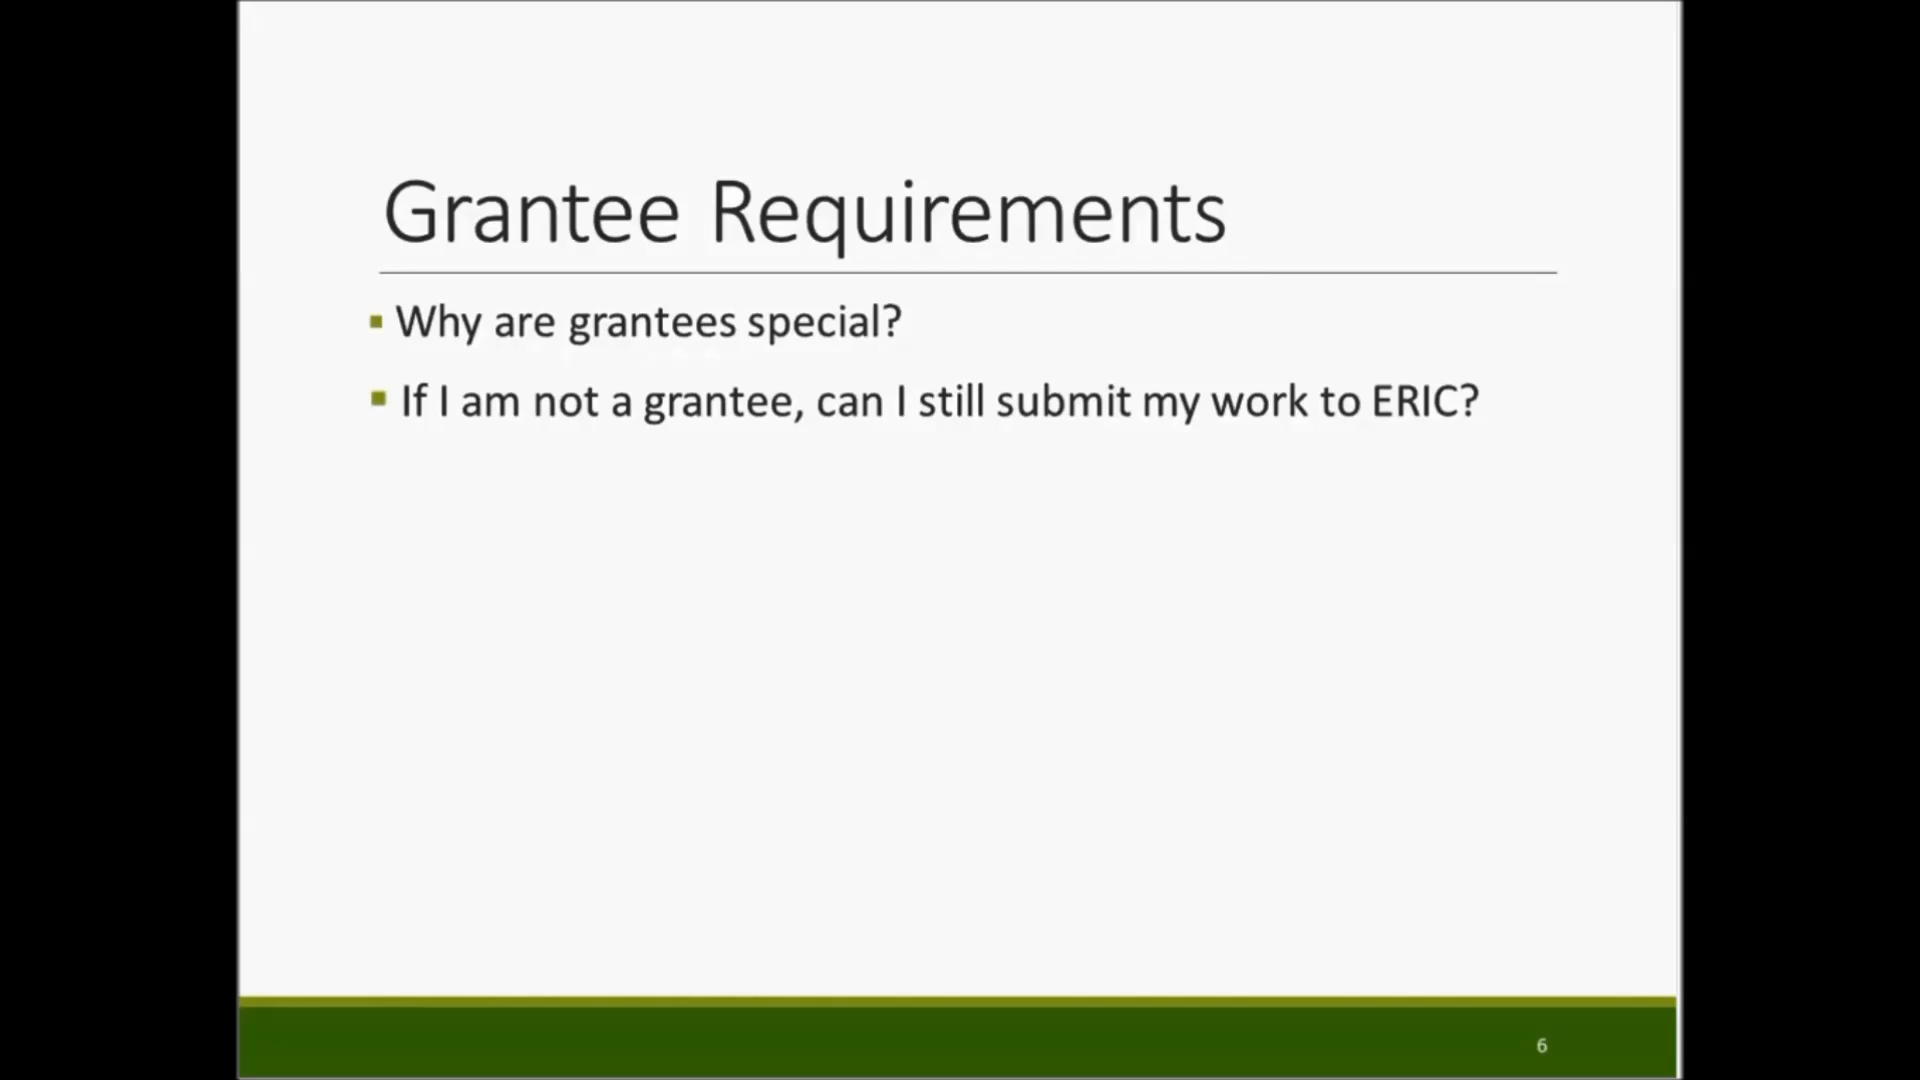 Grantee Requirements
Why are grantees special?
If I am not a grantee, can I still submit my work to ERIC?
6